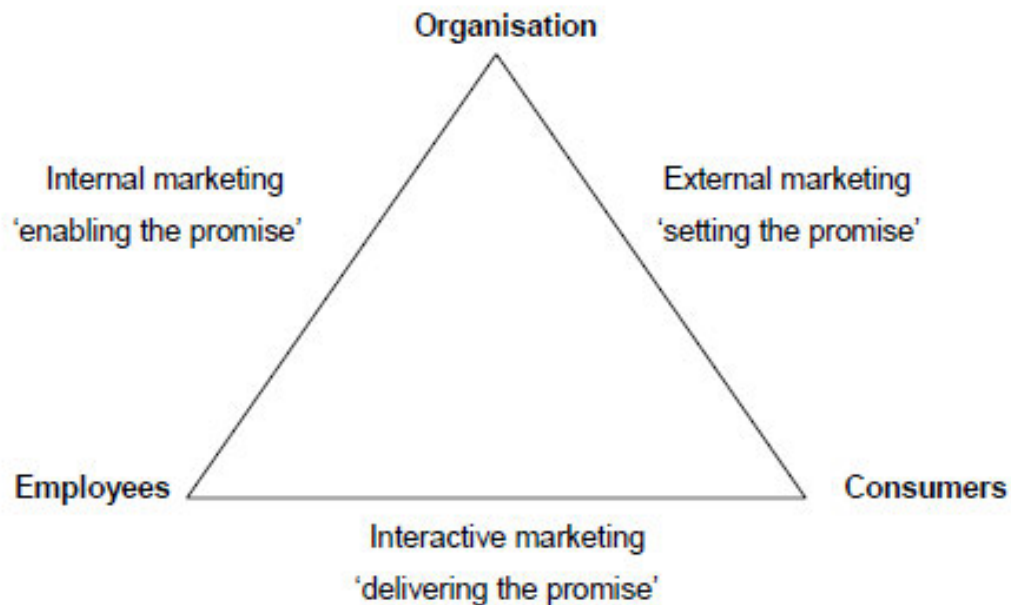 Organisation
Internal marketing
‘enabling the promise’
External marketing
‘setting the promise’
Employees
Consumers
Interactive marketing
‘delivering the promise’